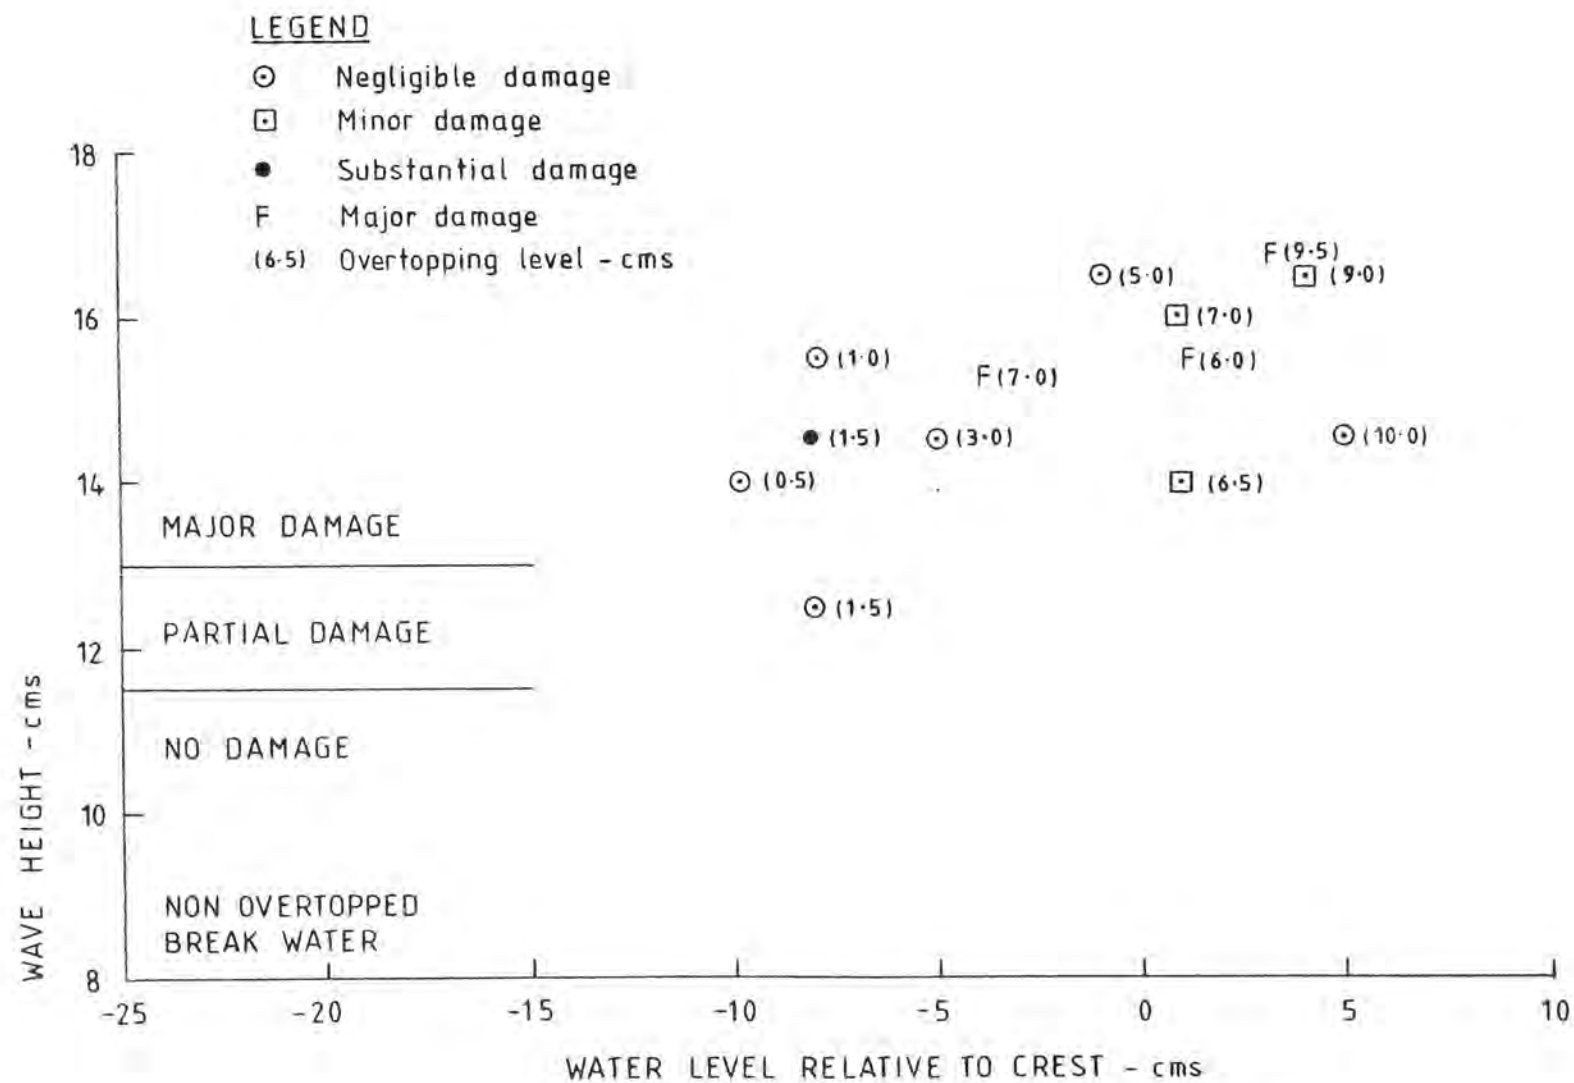 LEGEND
⊙ Negligible damage
⊡ Minor damage
● Substantial damage
F Major damage
(6·5) Overtopping level - cms
18
16
14
12
10
8
WAVE HEIGHT - cms
F(9·5)
(5·0)
(9·0)
(7·0)
(1·0)
F(7·0)
F(6·0)
(1·5)
(3·0)
(10·0)
(0·5)
(6·5)
MAJOR DAMAGE
(1·5)
PARTIAL DAMAGE
NO DAMAGE
NON OVERTOPPED
BREAK WATER
-25 -20 -15 -10 -5 0 5 10
WATER LEVEL RELATIVE TO CREST - cms